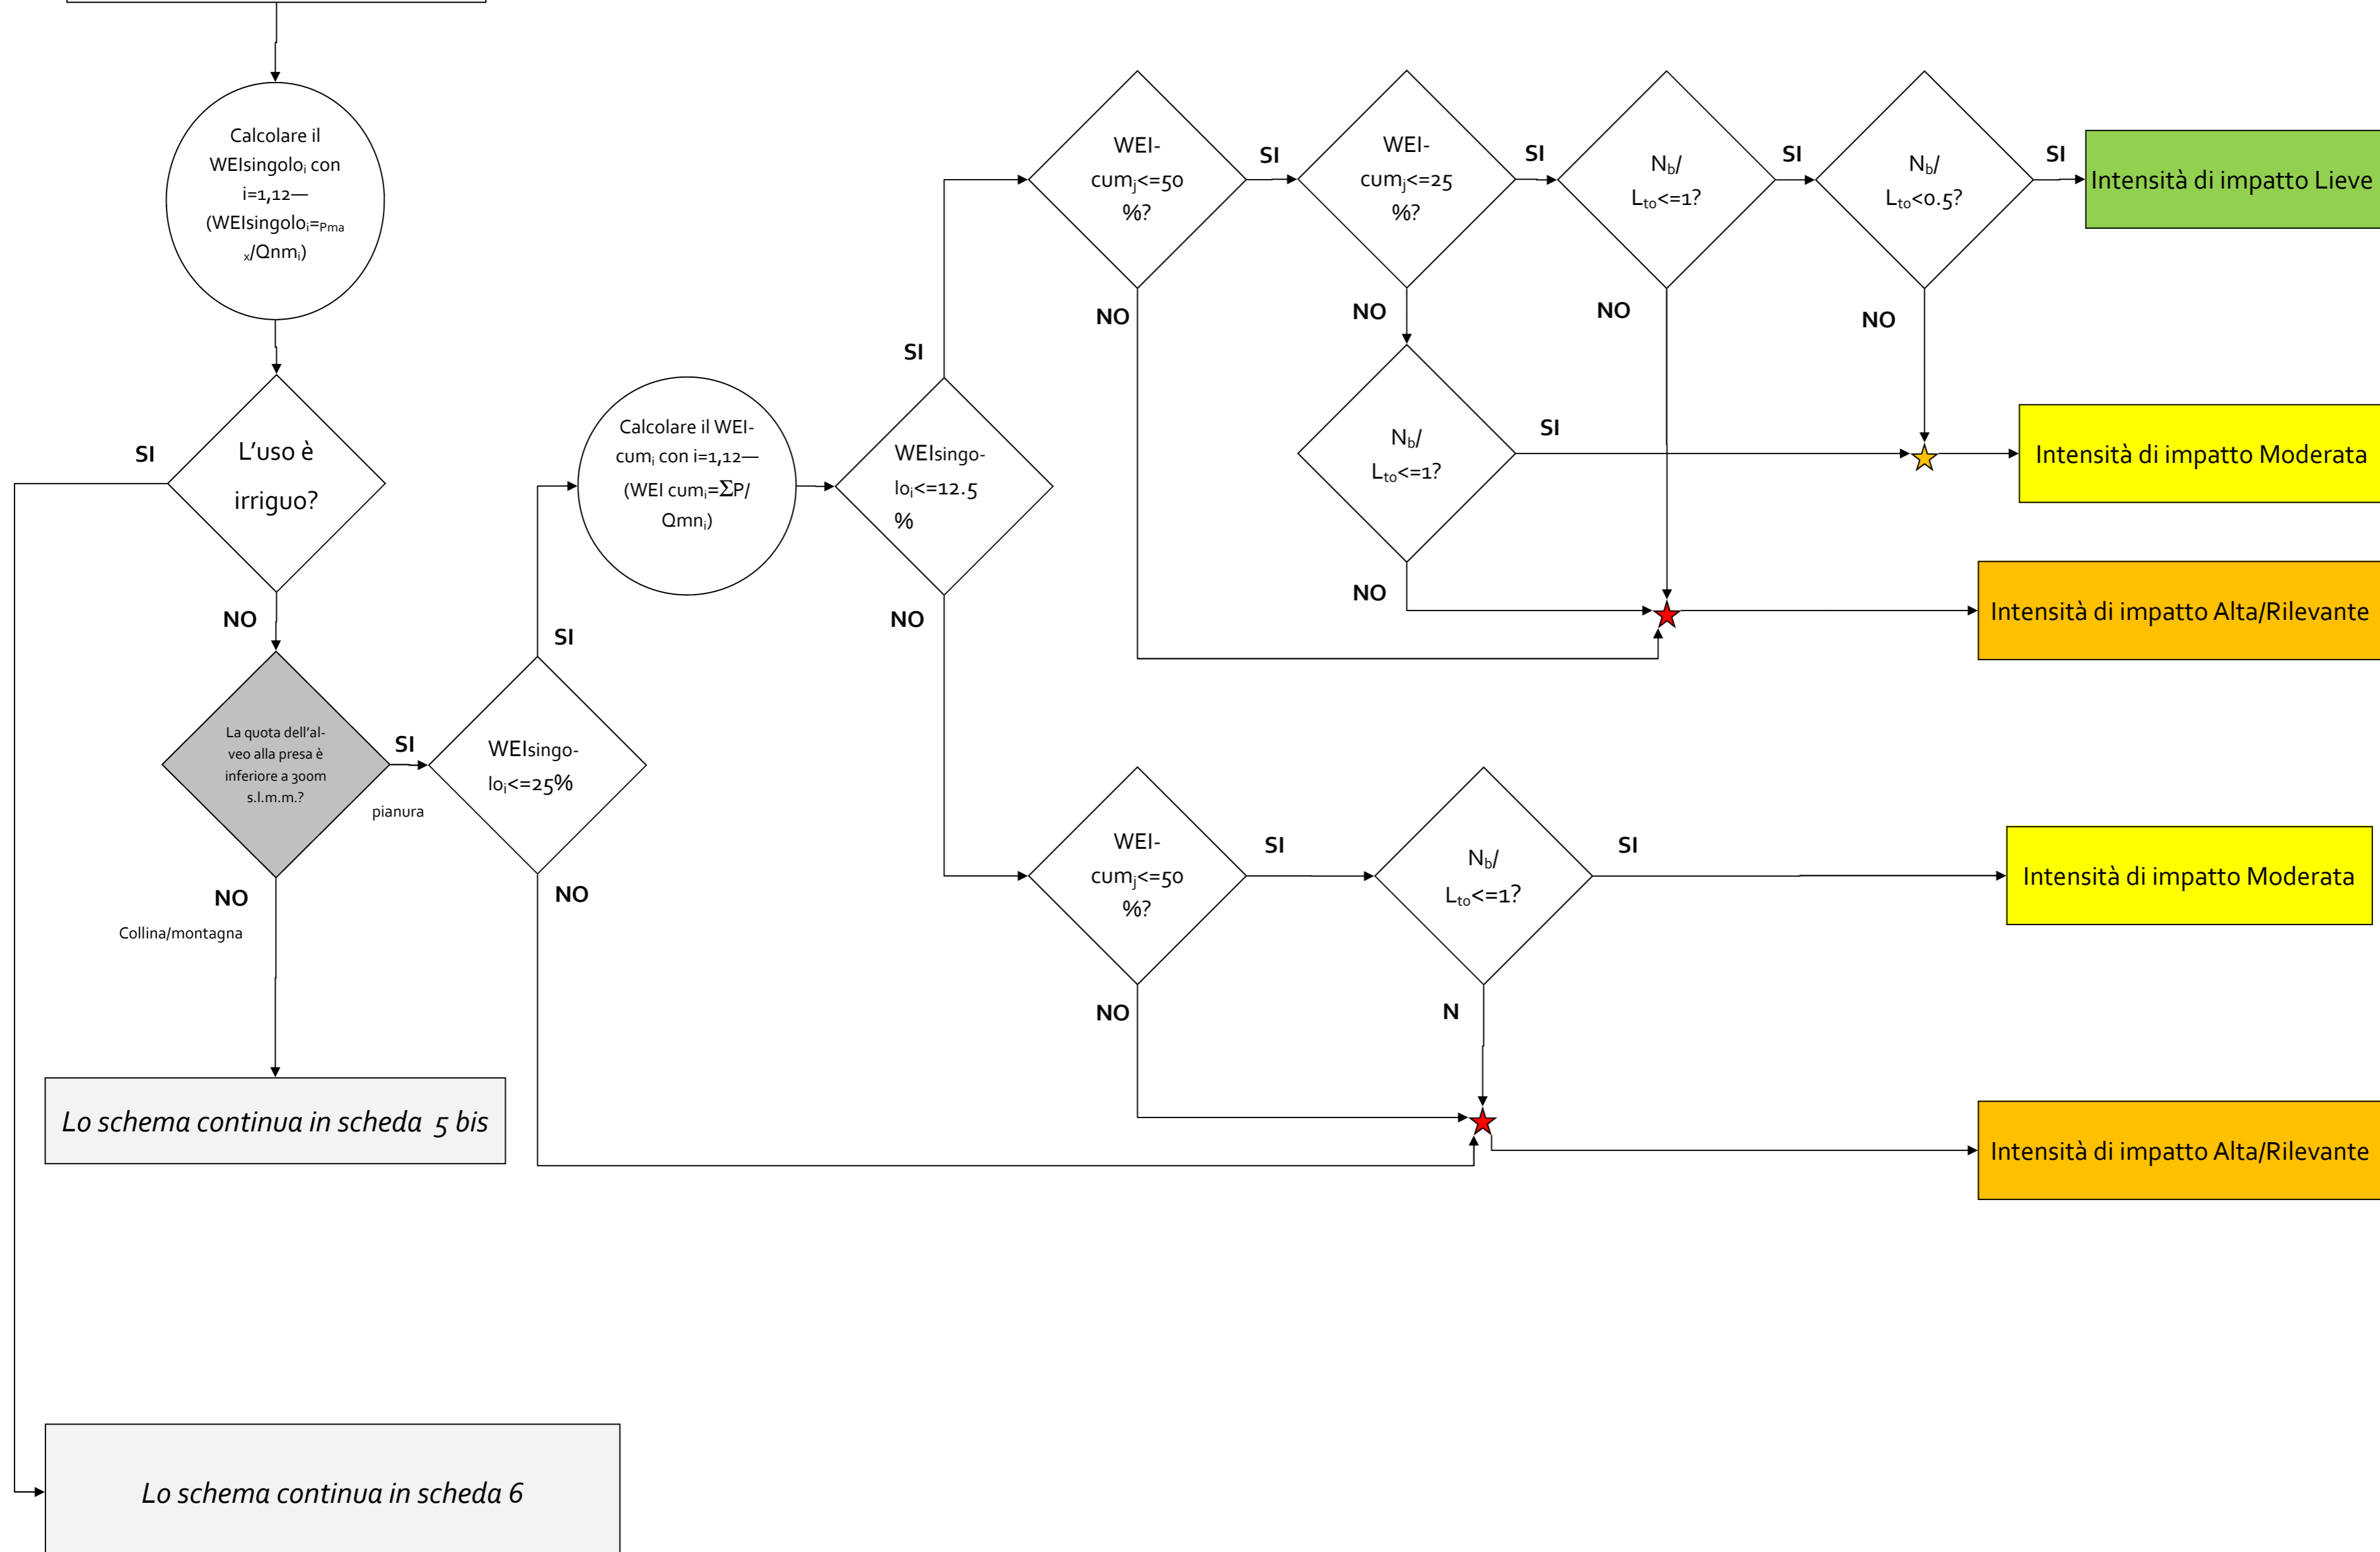 Calcolare il
WEIsingoloi con
i=1,12—
(WEIsingoloi=Pma
x/Qnmi)
SI
L'uso è
irriguo?
NO
La quota dell'al-
veo alla presa è
inferiore a 300m
s.l.m.m.?
SI
pianura
NO
Collina/montagna
Lo schema continua in scheda 5 bis
Lo schema continua in scheda 6
WEIsingo-
loi<=25%
SI
NO
Calcolare il WEI-
cumi con i=1,12—
(WEI cumi=ΣP/
Qmni)
WEIsingo-
loi<=12.5
%
SI
NO
WEI-
cumj<=50
%?
SI
NO
WEI-
cumj<=25
%?
SI
NO
Nb/
Lto<=1?
SI
NO
Nb/
Lto<0.5?
SI
NO
Intensità di impatto Lieve
Nb/
Lto<=1?
SI
NO
Intensità di impatto Moderata
Intensità di impatto Alta/Rilevante
WEI-
cumj<=50
%?
SI
NO
Nb/
Lto<=1?
SI
N
Intensità di impatto Moderata
Intensità di impatto Alta/Rilevante